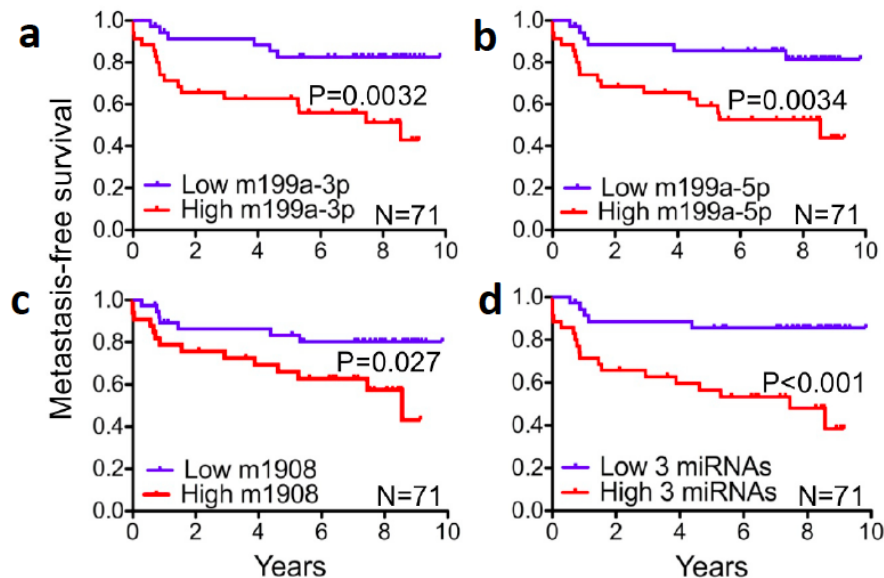 a
1.0
0.8
0.6
0.4
0.2
0.0
P=0.0032
Low m199a-3p
High m199a-3p
N=71
0 2 4 6 8 10
b
1.0
0.8
0.6
0.4
0.2
0.0
P=0.0034
Low m199a-5p
High m199a-5p
N=71
0 2 4 6 8 10
Metastasis-free survival
c
1.0
0.8
0.6
0.4
0.2
0.0
P=0.027
Low m1908
High m1908
N=71
0 2 4 6 8 10
Years
d
1.0
0.8
0.6
0.4
0.2
0.0
P<0.001
Low 3 miRNAs
High 3 miRNAs
N=71
0 2 4 6 8 10
Years